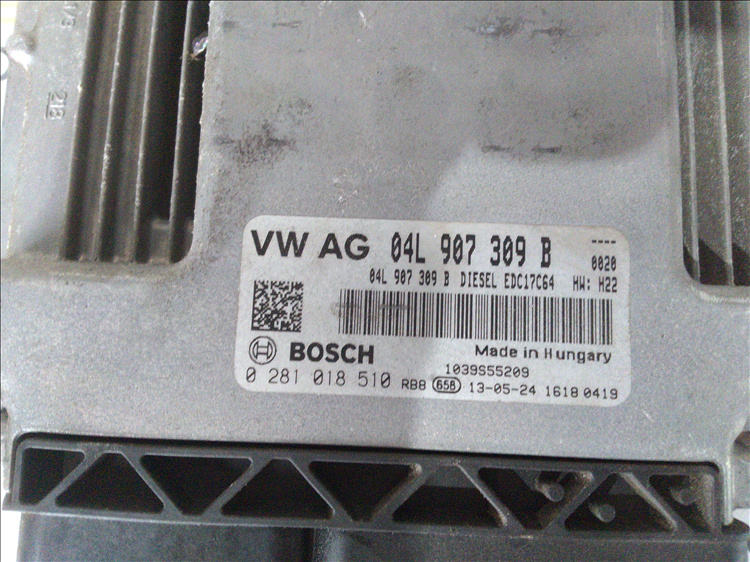 VW AG 04L 907 309 B ----
0020
04L 907 309 B DIESEL EDC17C64 HW: H22
BOSCH Made in Hungary
1039S55209
0 281 018 510 RB8 658 13-05-24 1618 0419